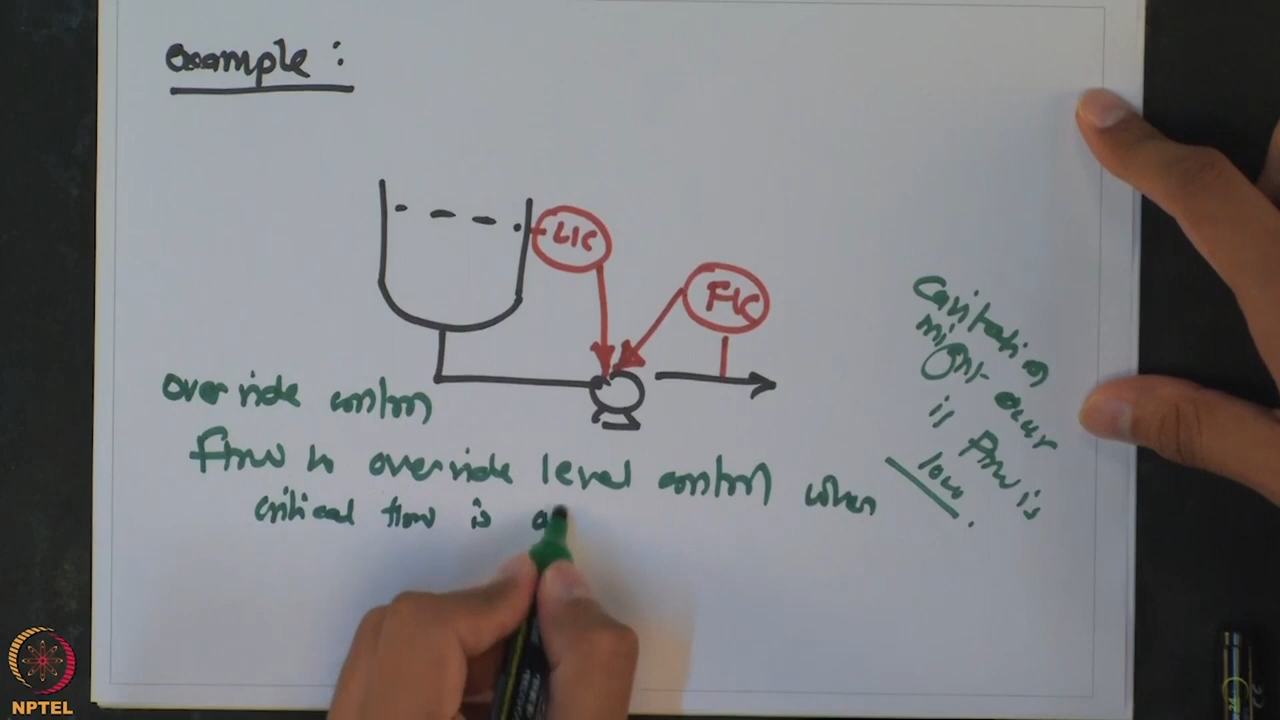 example :
LIC
FIC
override control
flow to override level control when
critical flow is a
Cavitation
might occur
is flow is
low .
NPTEL